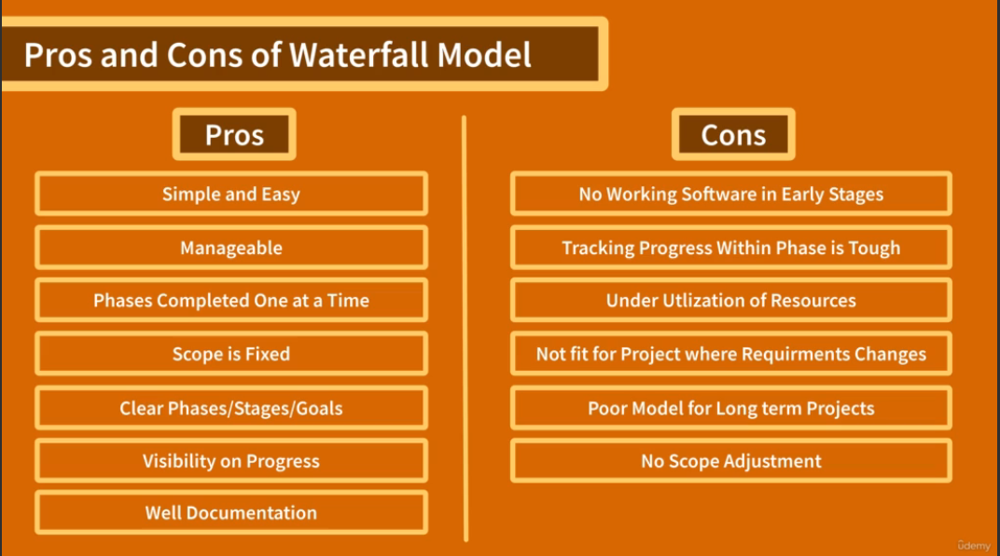 Pros and Cons of Waterfall Model
Pros
Simple and Easy
Manageable
Phases Completed One at a Time
Scope is Fixed
Clear Phases/Stages/Goals
Visibility on Progress
Well Documentation
Cons
No Working Software in Early Stages
Tracking Progress Within Phase is Tough
Under Utlization of Resources
Not fit for Project where Requirments Changes
Poor Model for Long term Projects
No Scope Adjustment
ûdemy